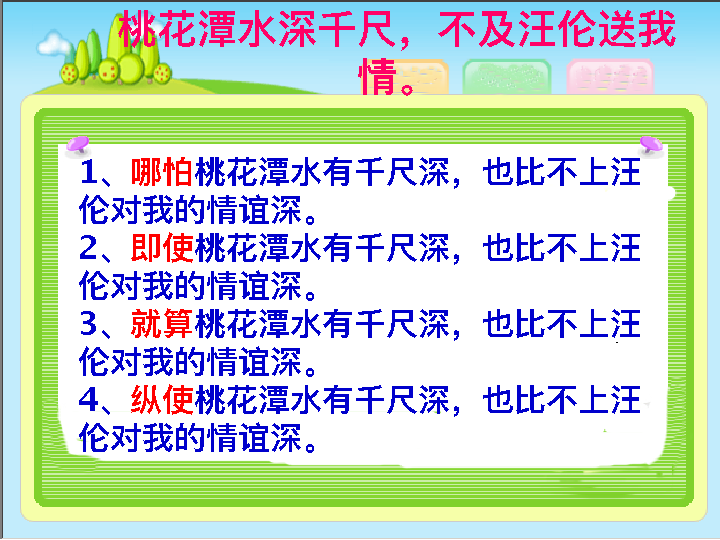 桃花潭水深千尺，不及汪伦送我
情。
1、哪怕桃花潭水有千尺深，也比不上汪
伦对我的情谊深。
2、即使桃花潭水有千尺深，也比不上汪
伦对我的情谊深。
3、就算桃花潭水有千尺深，也比不上汪
伦对我的情谊深。
4、纵使桃花潭水有千尺深，也比不上汪
伦对我的情谊深。